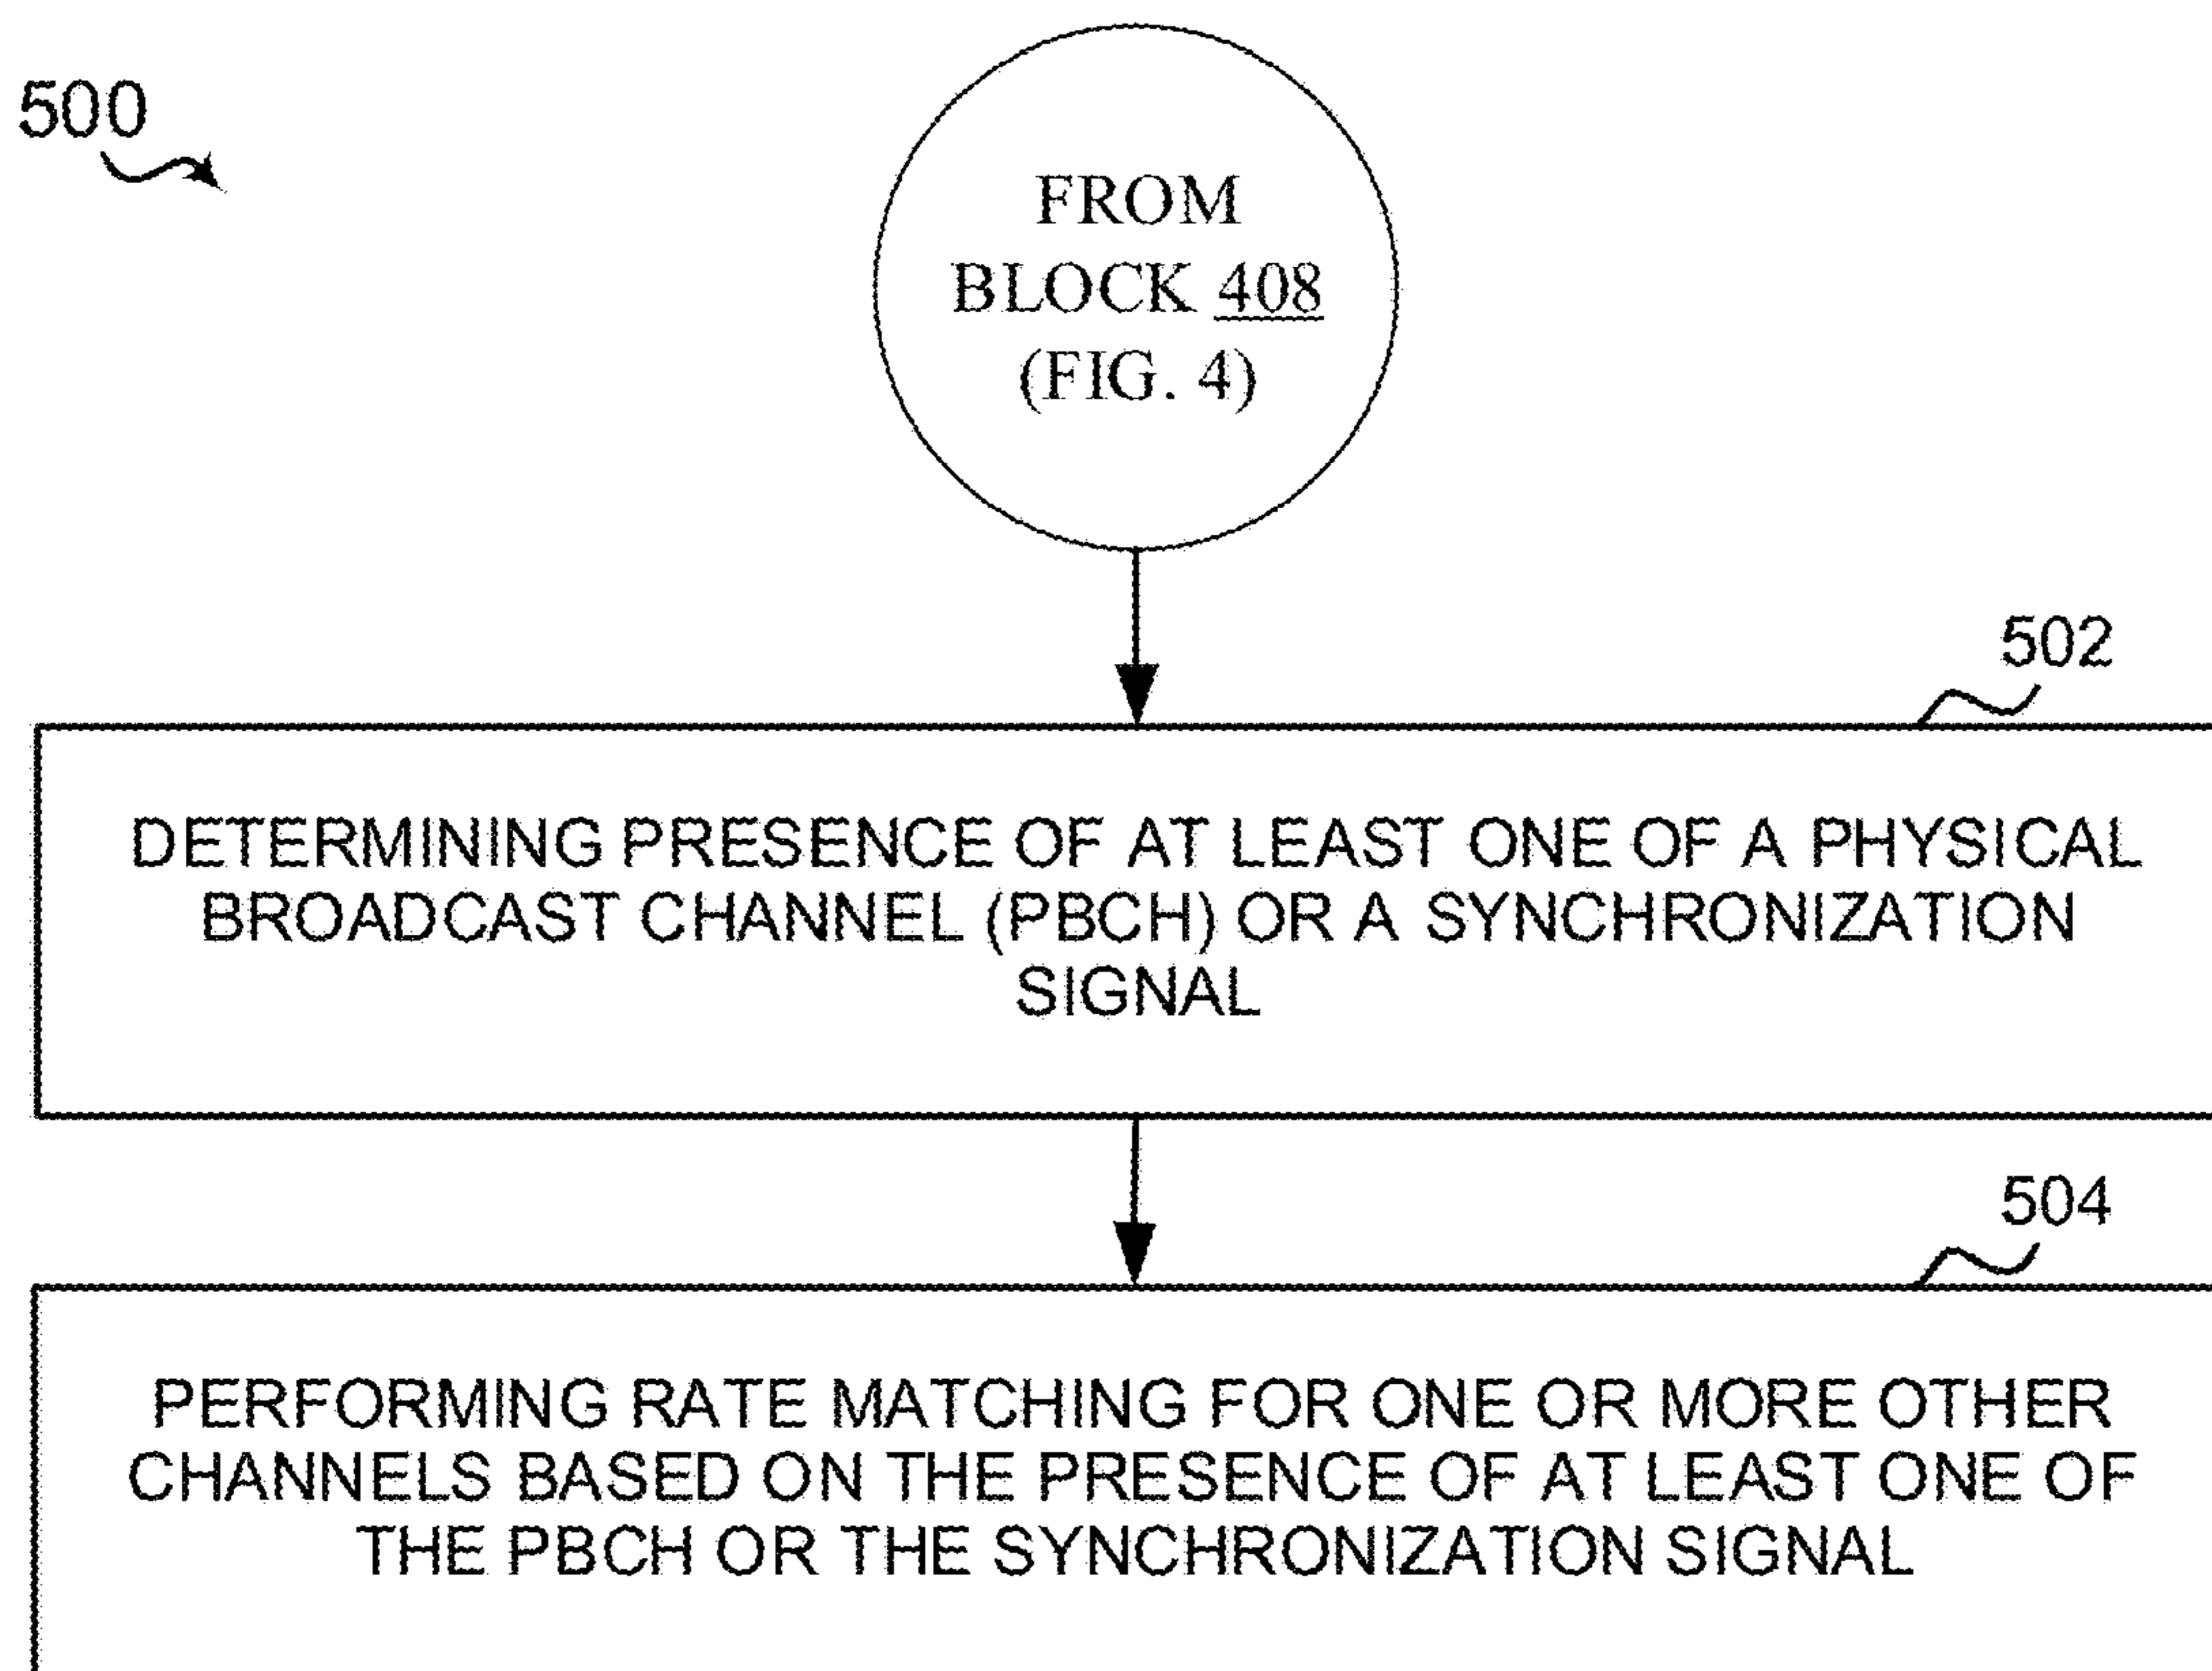 500
FROM
BLOCK 408
(FIG. 4)
502
DETERMINING PRESENCE OF AT LEAST ONE OF A PHYSICAL
BROADCAST CHANNEL (PBCH) OR A SYNCHRONIZATION
SIGNAL
504
PERFORMING RATE MATCHING FOR ONE OR MORE OTHER
CHANNELS BASED ON THE PRESENCE OF AT LEAST ONE OF
THE PBCH OR THE SYNCHRONIZATION SIGNAL